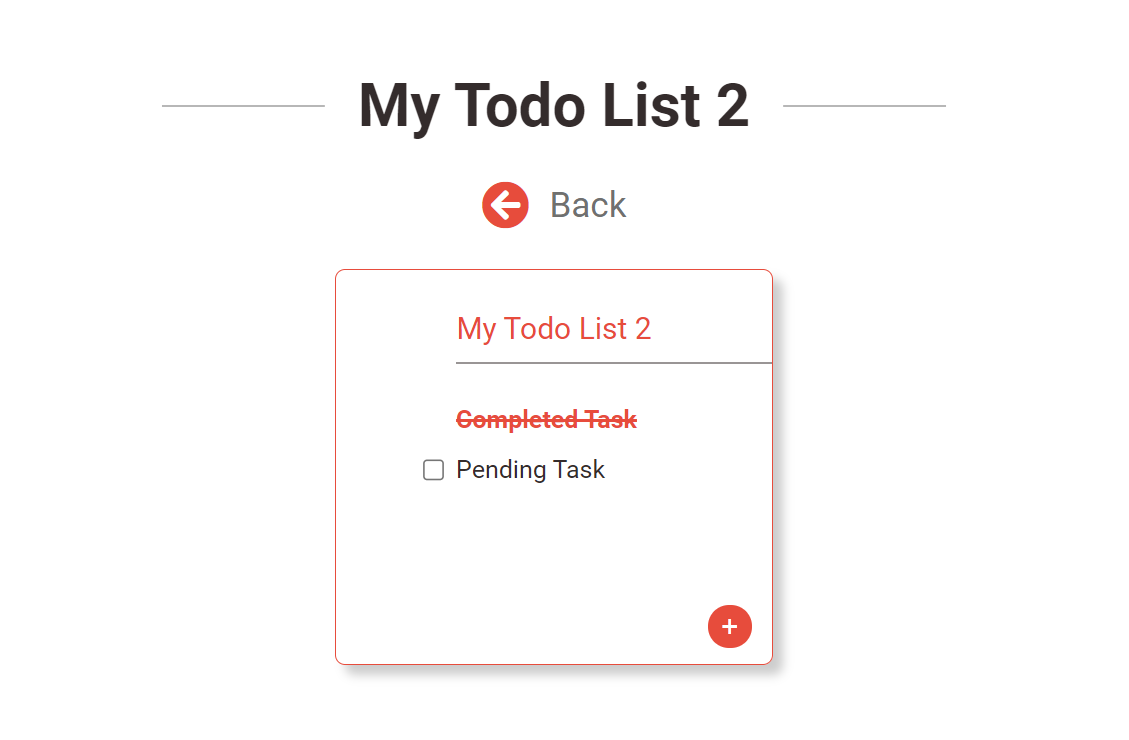 My Todo List 2
Back
My Todo List 2
Completed Task
Pending Task
+